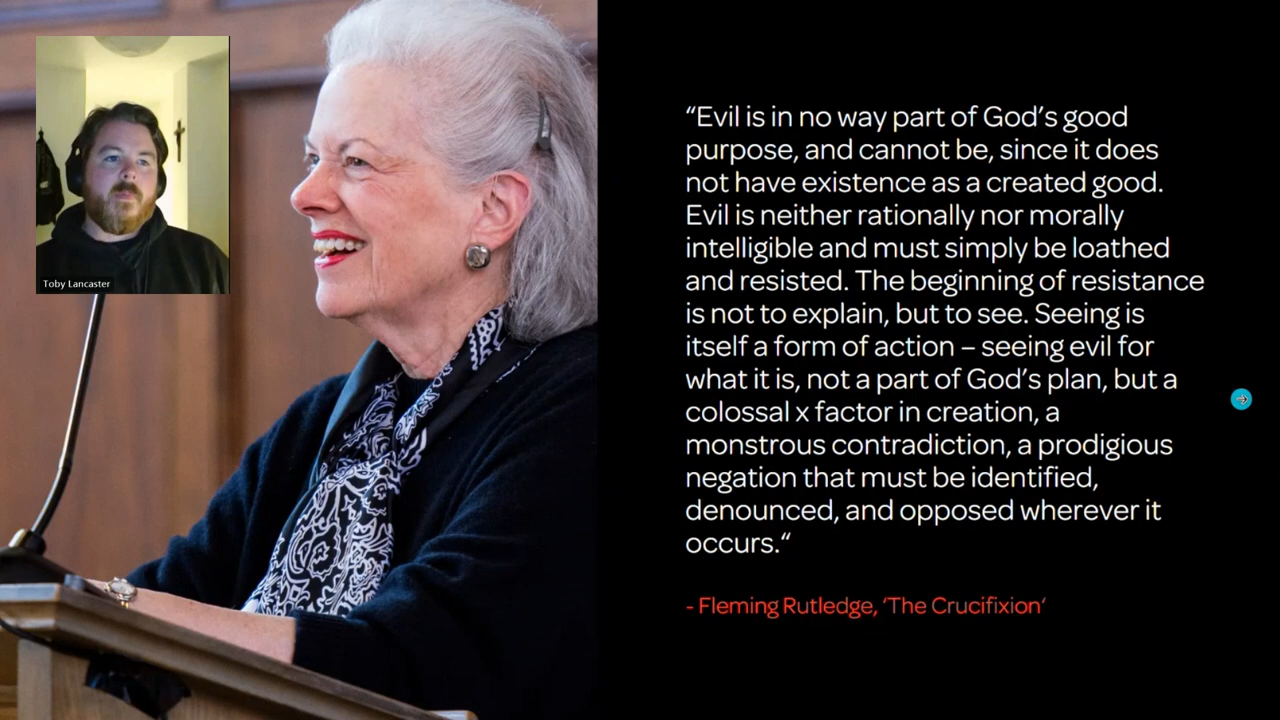 Toby Lancaster
“Evil is in no way part of God’s good
purpose, and cannot be, since it does
not have existence as a created good.
Evil is neither rationally nor morally
intelligible and must simply be loathed
and resisted. The beginning of resistance
is not to explain, but to see. Seeing is
itself a form of action – seeing evil for
what it is, not a part of God’s plan, but a
colossal x factor in creation, a
monstrous contradiction, a prodigious
negation that must be identified,
denounced, and opposed wherever it
occurs.“
- Fleming Rutledge, ‘The Crucifixion‘